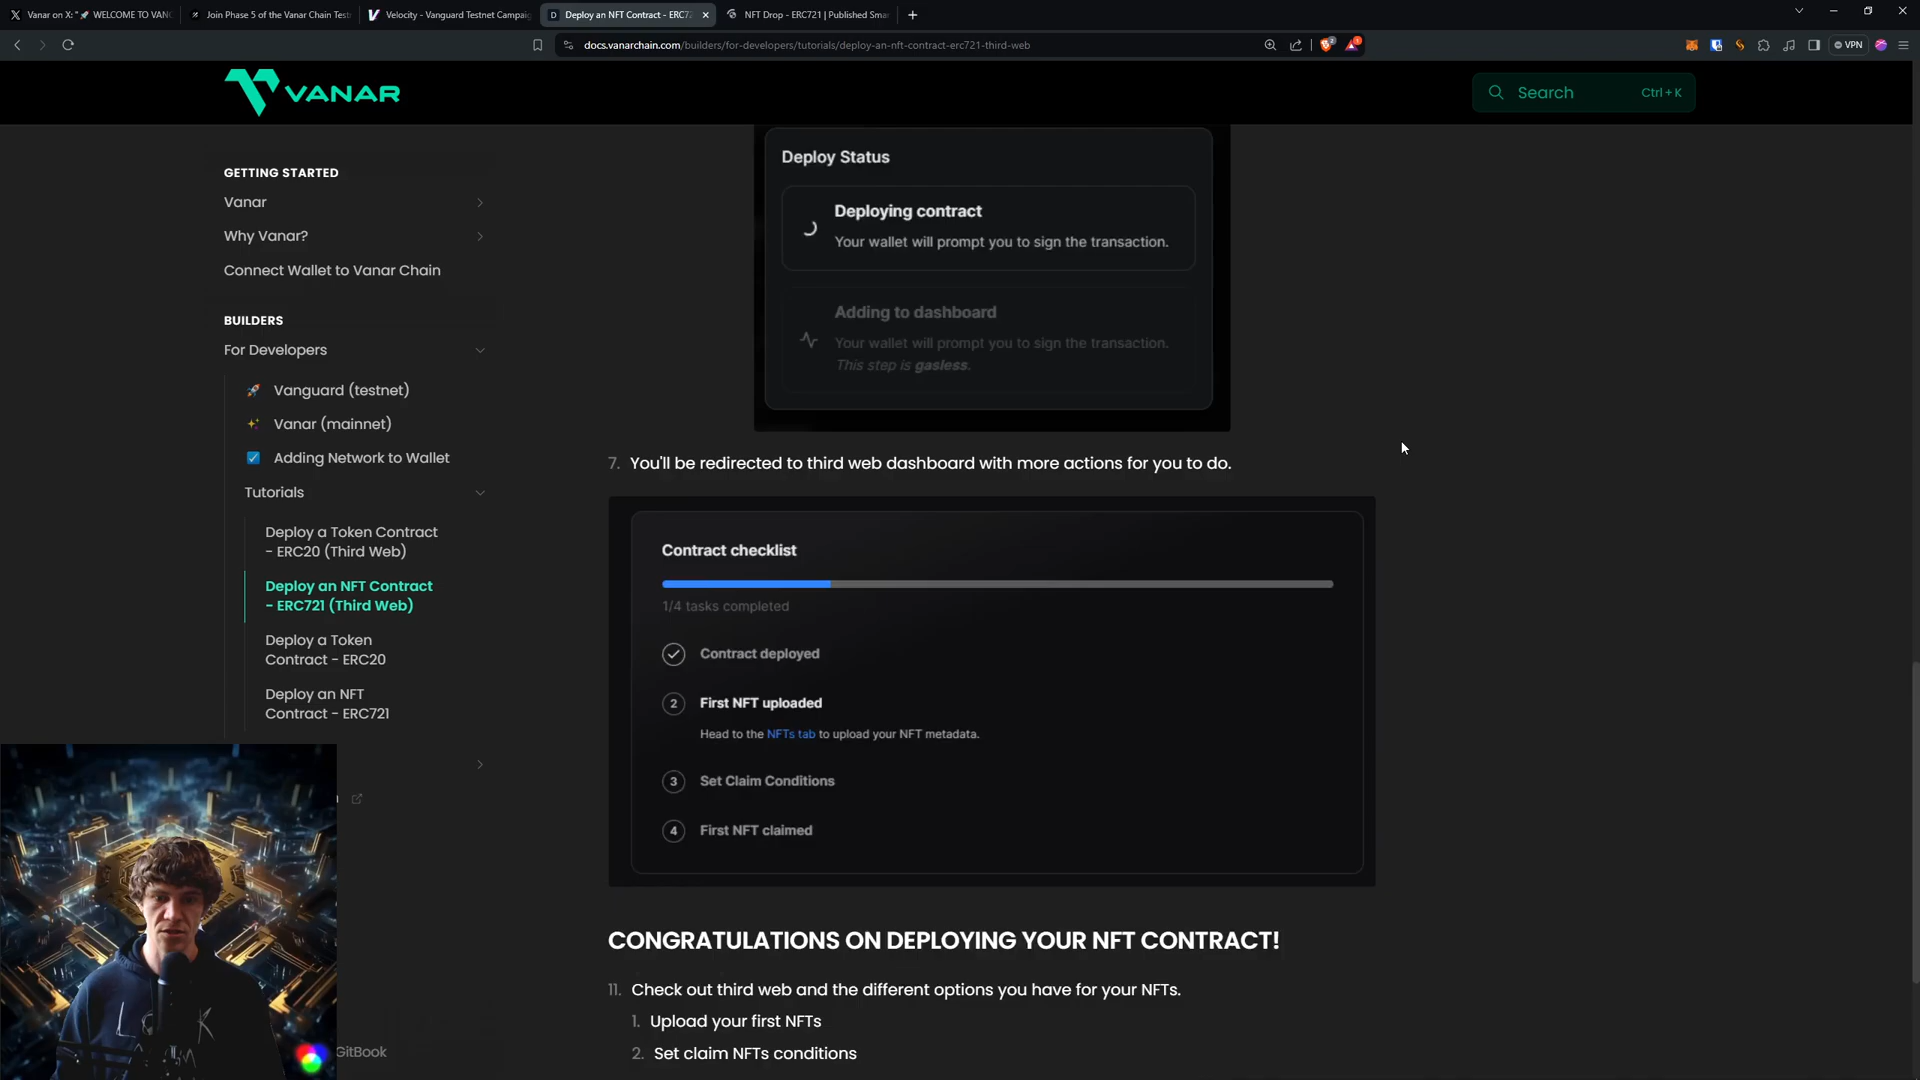 Vanar on X: "🚀 WELCOME TO VANG
Join Phase 5 of the Vanar Chain Test
Velocity - Vanguard Testnet Campaig
Deploy an NFT Contract - ERC72
NFT Drop - ERC721 | Published Sma
docs.vanarchain.com/builders/for-developers/tutorials/deploy-an-nft-contract-erc721-third-web
VPN
VANAR
Search
Ctrl + K
GETTING STARTED
Vanar
Why Vanar?
Connect Wallet to Vanar Chain
BUILDERS
For Developers
Vanguard (testnet)
Vanar (mainnet)
Adding Network to Wallet
Tutorials
Deploy a Token Contract
- ERC20 (Third Web)
Deploy an NFT Contract
- ERC721 (Third Web)
Deploy a Token
Contract - ERC20
Deploy an NFT
Contract - ERC721
GitBook
Deploy Status
Deploying contract
Your wallet will prompt you to sign the transaction.
Adding to dashboard
Your wallet will prompt you to sign the transaction.
This step is gasless.
7. You'll be redirected to third web dashboard with more actions for you to do.
Contract checklist
1/4 tasks completed
Contract deployed
2 First NFT uploaded
Head to the NFTs tab to upload your NFT metadata.
3 Set Claim Conditions
4 First NFT claimed
CONGRATULATIONS ON DEPLOYING YOUR NFT CONTRACT!
11. Check out third web and the different options you have for your NFTs.
1. Upload your first NFTs
2. Set claim NFTs conditions